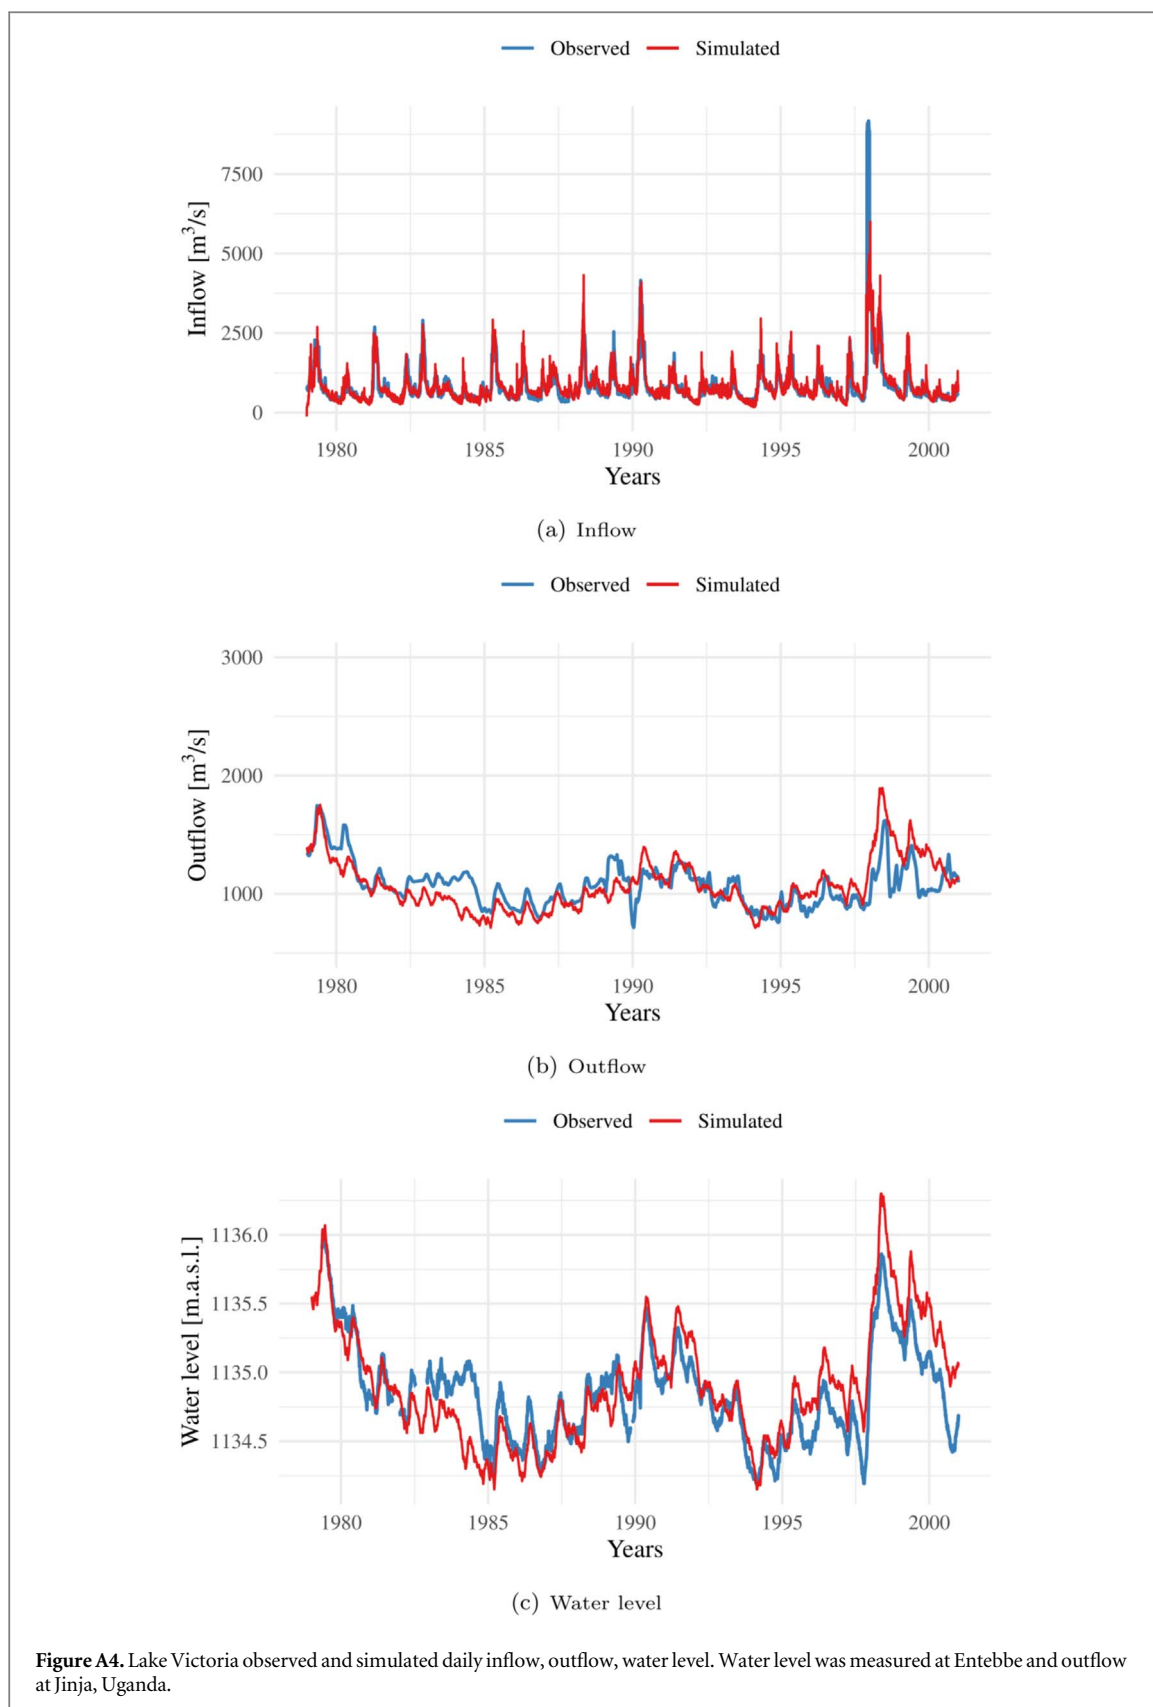 Observed Simulated
7500
5000
2500
0
Inflow [m³/s]
1980 1985 1990 1995 2000
Years
(a) Inflow
Observed Simulated
3000
2000
1000
Outflow [m³/s]
1980 1985 1990 1995 2000
Years
(b) Outflow
Observed Simulated
1136.0
1135.5
1135.0
1134.5
Water level [m.a.s.l.]
1980 1985 1990 1995 2000
Years
(c) Water level
Figure A4. Lake Victoria observed and simulated daily inflow, outflow, water level. Water level was measured at Entebbe and outflow
at Jinja, Uganda.